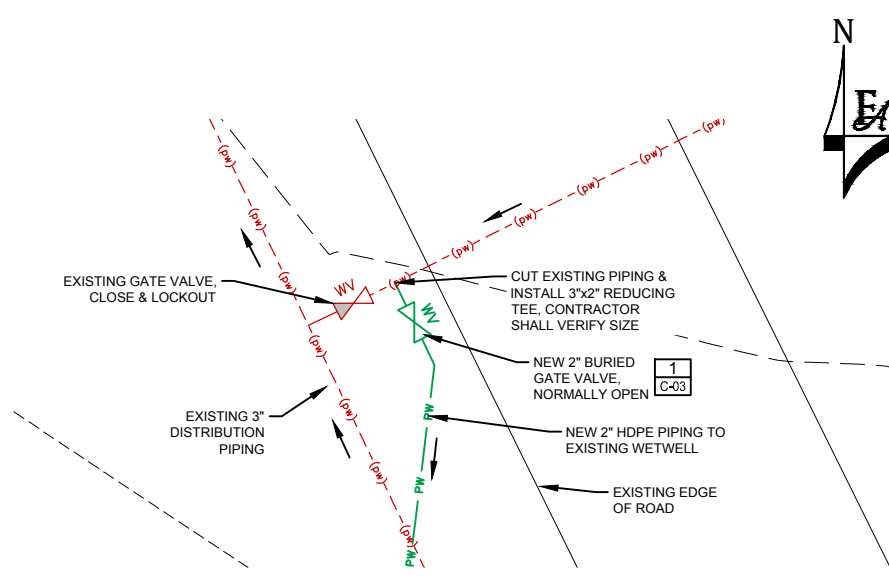 N
(pw)
(pw)
(pw)
(pw)
(pw)
(pw)
(pw)
(pw)
(pw)
(pw)
(pw)
(pw)
(pw)
EXISTING GATE VALVE,
CLOSE & LOCKOUT
WV
WV
CUT EXISTING PIPING &
INSTALL 3"x2" REDUCING
TEE, CONTRACTOR
SHALL VERIFY SIZE
NEW 2" BURIED
GATE VALVE,
NORMALLY OPEN
1
C-03
EXISTING 3"
DISTRIBUTION
PIPING
PW
PW
PW
NEW 2" HDPE PIPING TO
EXISTING WETWELL
EXISTING EDGE
OF ROAD